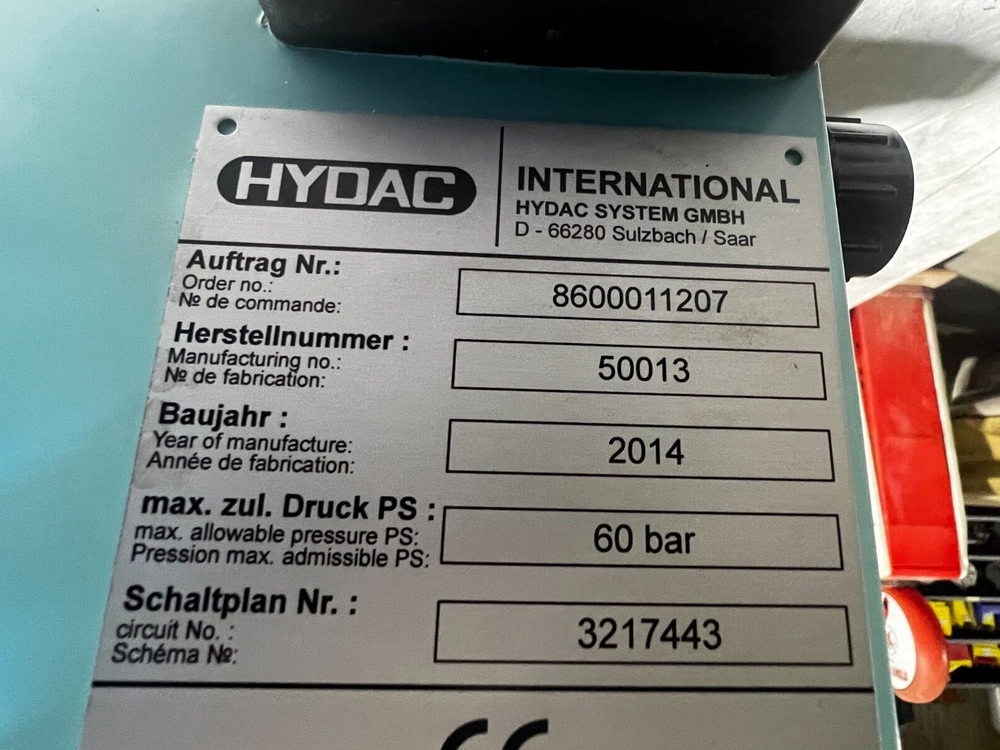 HYDAC
INTERNATIONAL
HYDAC SYSTEM GMBH
D - 66280 Sulzbach / Saar
Auftrag Nr.:
Order no.:
№ de commande:
8600011207
Herstellnummer :
Manufacturing no.:
№ de fabrication:
50013
Baujahr :
Year of manufacture:
Année de fabrication:
2014
max. zul. Druck PS :
max. allowable pressure PS:
Pression max. admissible PS:
60 bar
Schaltplan Nr. :
circuit No. :
Schéma №:
3217443
CE